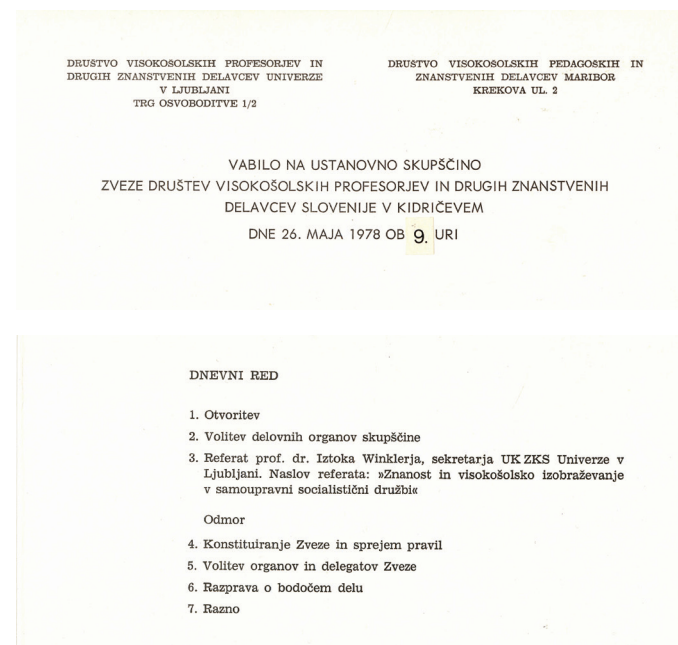 DRUŠTVO VISOKOŠOLSKIH PROFESORJEV IN
DRUGIH ZNANSTVENIH DELAVCEV UNIVERZE
V LJUBLJANI
TRG OSVOBODITVE 1/2
DRUŠTVO VISOKOŠOLSKIH PEDAGOŠKIH IN
ZNANSTVENIH DELAVCEV MARIBOR
KREKOVA UL. 2
VABILO NA USTANOVNO SKUPŠČINO
ZVEZE DRUŠTEV VISOKOŠOLSKIH PROFESORJEV IN DRUGIH ZNANSTVENIH
DELAVCEV SLOVENIJE V KIDRIČEVEM
DNE 26. MAJA 1978 OB 9. URI
DNEVNI RED
1. Otvoritev
2. Volitev delovnih organov skupščine
3. Referat prof. dr. Iztoka Winklerja, sekretarja UK ZKS Univerze v
Ljubljani. Naslov referata: »Znanost in visokošolsko izobraževanje
v samoupravni socialistični družbi«
Odmor
4. Konstituiranje Zveze in sprejem pravil
5. Volitev organov in delegatov Zveze
6. Razprava o bodočem delu
7. Razno